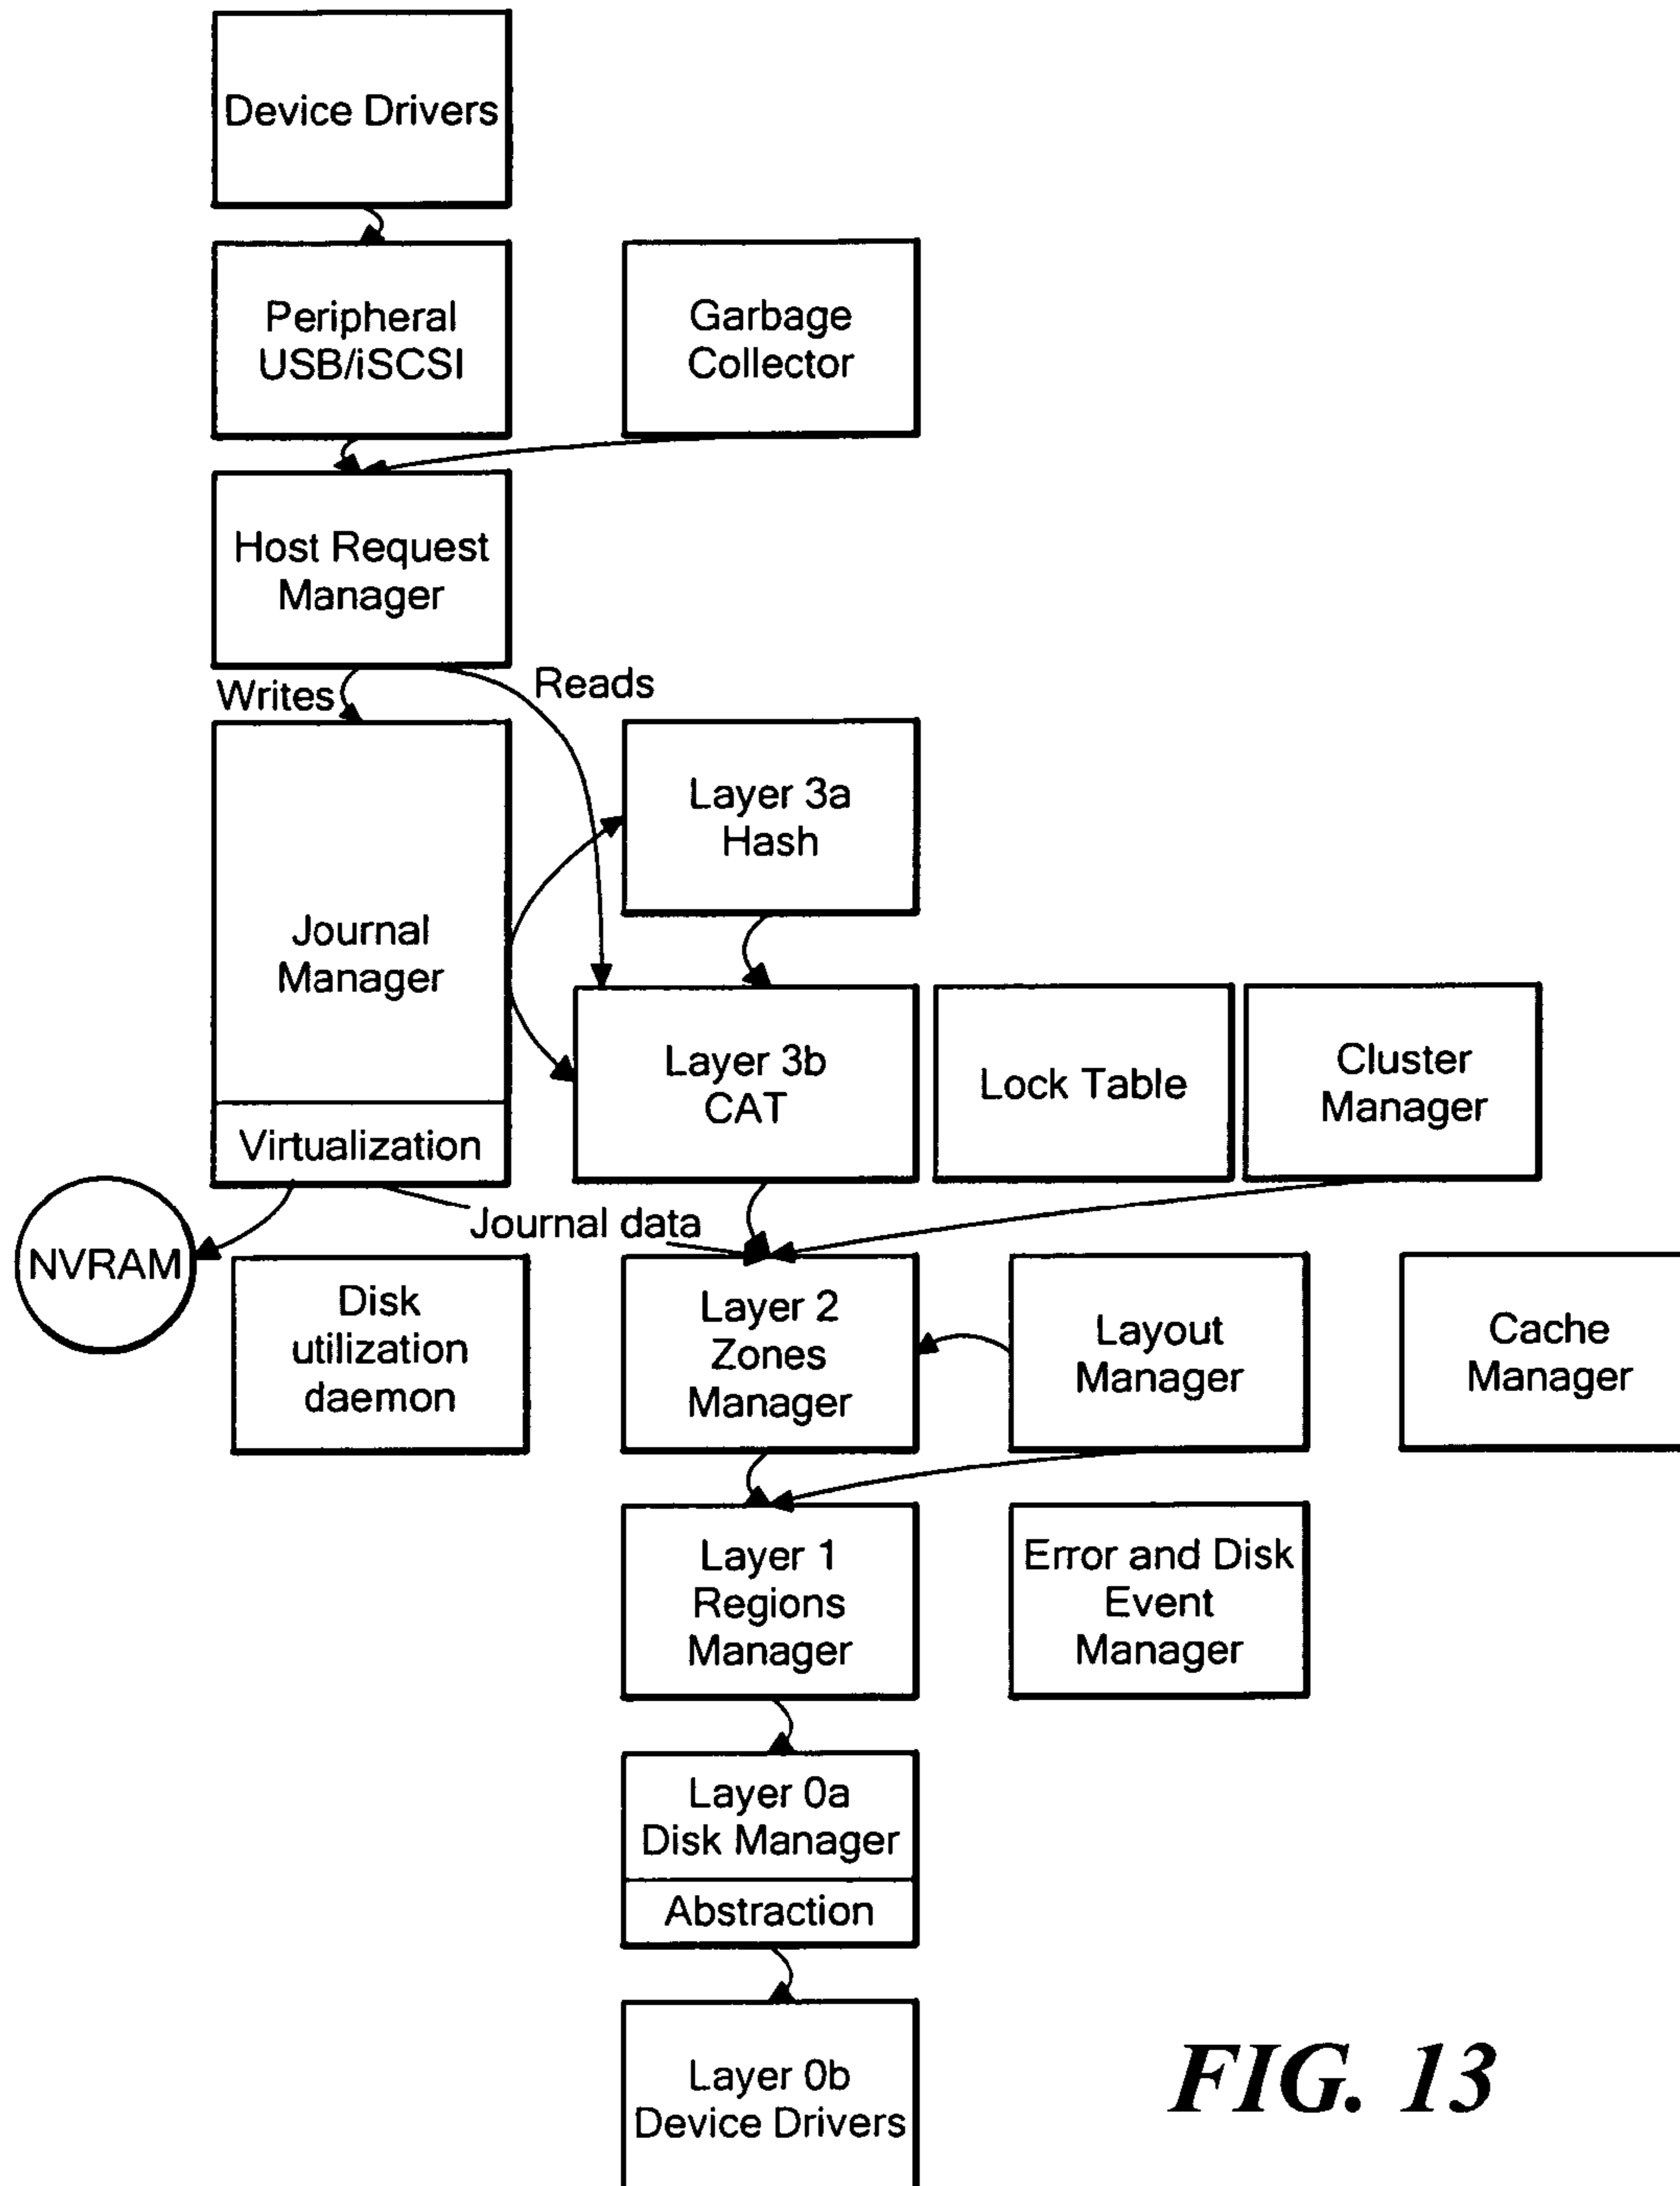 Device Drivers
Peripheral
USB/iSCSI
Garbage
Collector
Host Request
Manager
Writes
Reads
Layer 3a
Hash
Journal
Manager
Layer 3b
CAT
Lock Table
Cluster
Manager
Virtualization
Journal data
NVRAM
Disk
utilization
daemon
Layer 2
Zones
Manager
Layout
Manager
Cache
Manager
Layer 1
Regions
Manager
Error and Disk
Event
Manager
Layer 0a
Disk Manager
Abstraction
Layer 0b
Device Drivers
FIG. 13